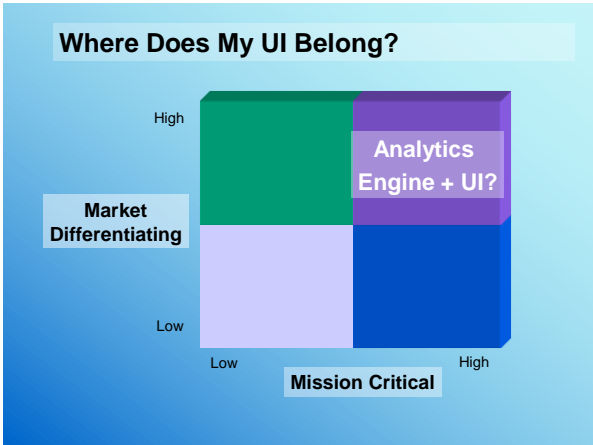 Where Does My UI Belong?
High
Analytics
Engine + UI?
Market
Differentiating
Low
Low
High
Mission Critical